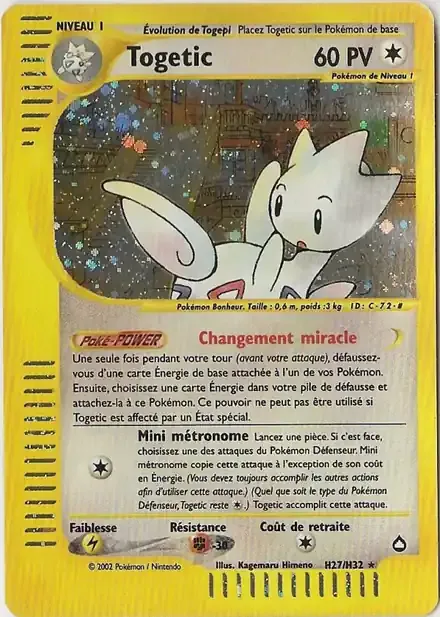 NIVEAU 1
Évolution de Togepi Placez Togetic sur le Pokémon de base
Togetic 60 PV
Pokémon de Niveau 1
Pokémon Bonheur. Taille : 0,6 m, poids : 3 kg ID: C-72-#
Poké-POWER Changement miracle
Une seule fois pendant votre tour (avant votre attaque), défaussez-
vous d'une carte Énergie de base attachée à l'un de vos Pokémon.
Ensuite, choisissez une carte Énergie dans votre pile de défausse et
attachez-la à ce Pokémon. Ce pouvoir ne peut pas être utilisé si
Togetic est affecté par un État spécial.
Mini métronome Lancez une pièce. Si c'est face,
choisissez une des attaques du Pokémon Défenseur. Mini
métronome copie cette attaque à l'exception de son coût
en Énergie. (Vous devez toujours accomplir les autres actions
afin d'utiliser cette attaque.) (Quel que soit le type du Pokémon
Défenseur, Togetic reste .) Togetic accomplit cette attaque.
Faiblesse Résistance Coût de retraite
-30
Illus. Kagemaru Himeno H27/H32
© 2002 Pokémon / Nintendo